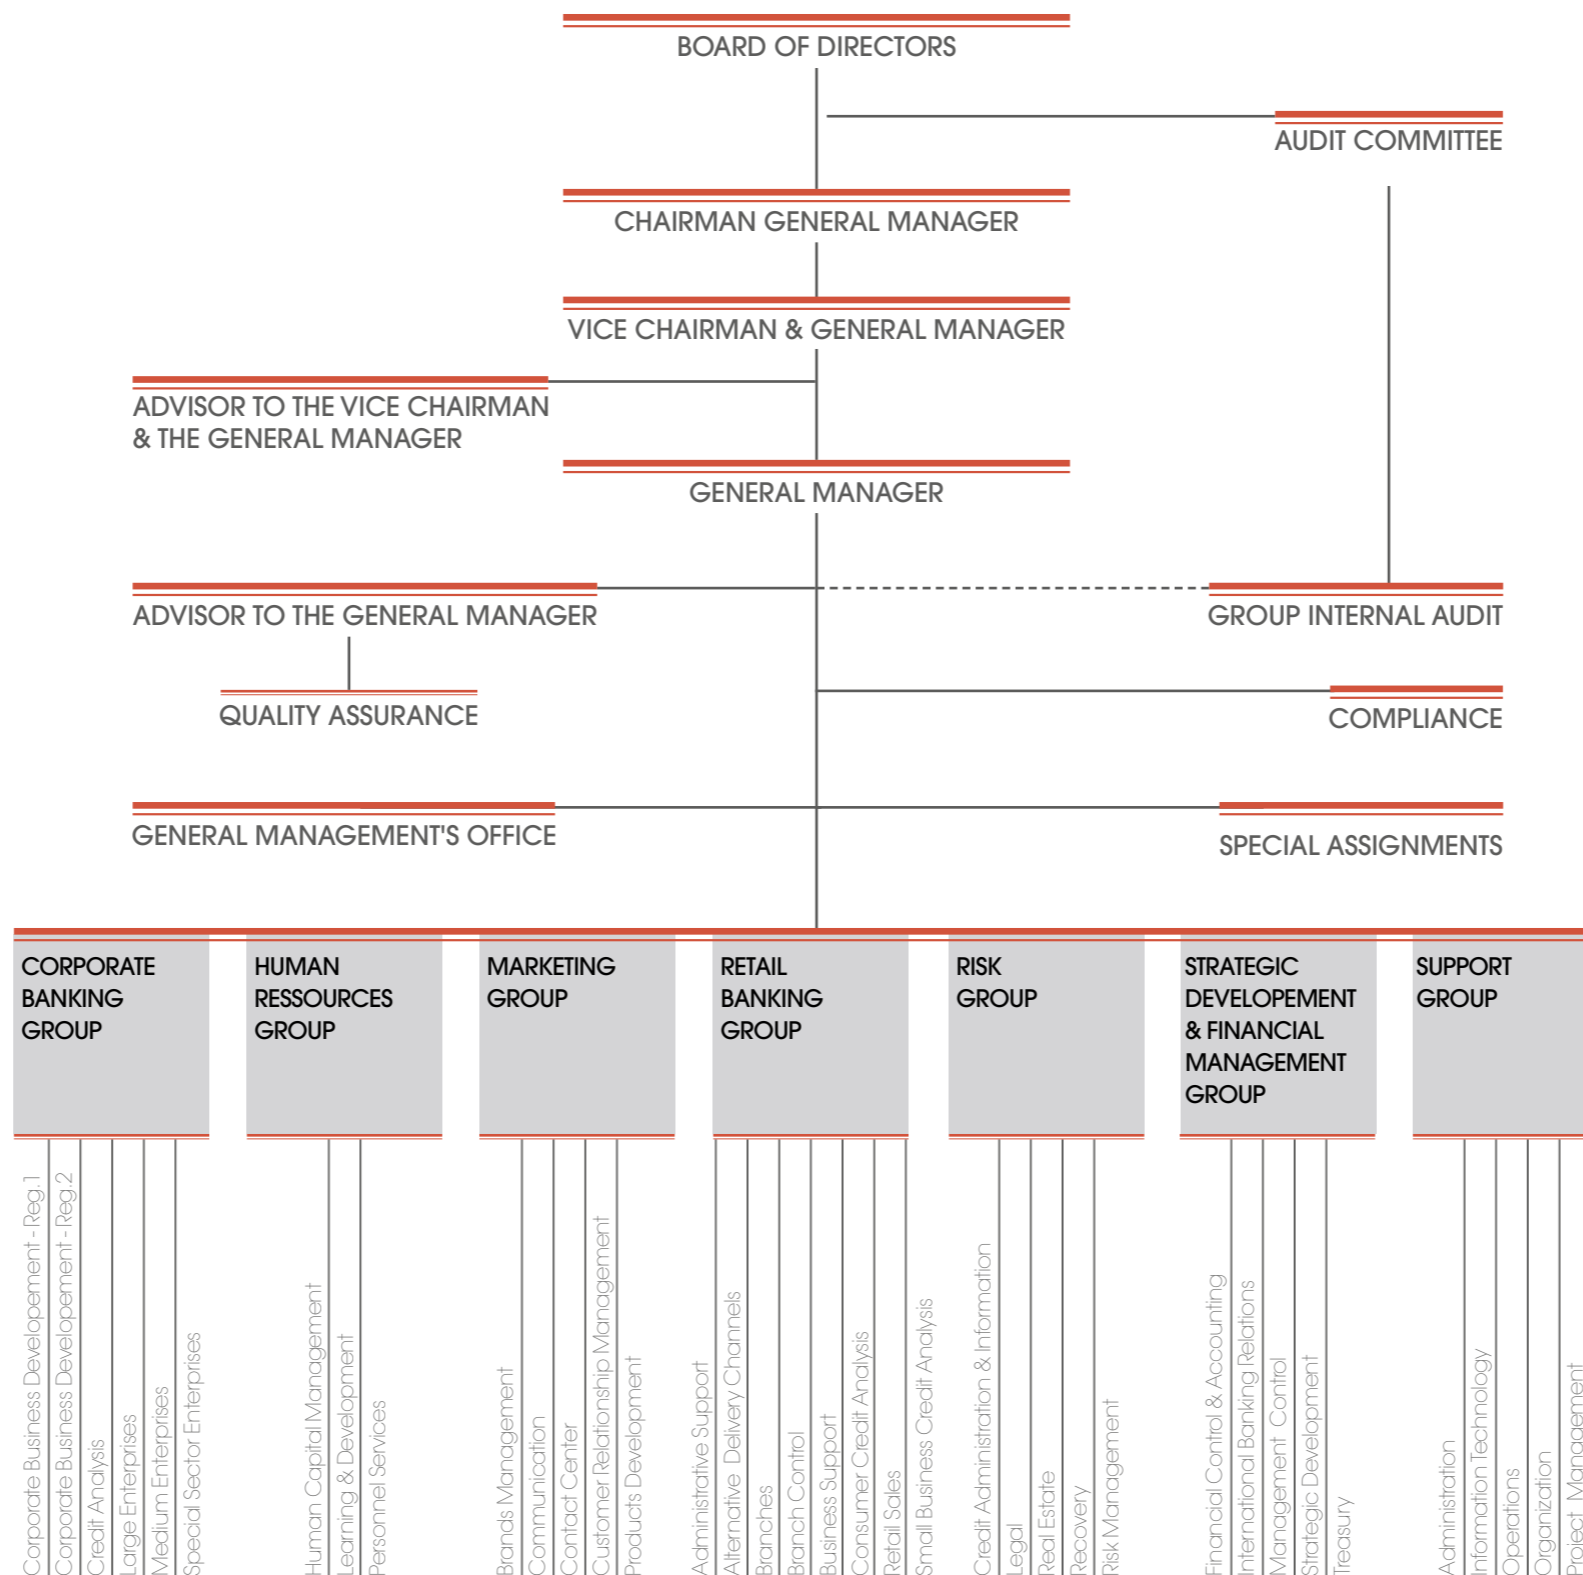 BOARD OF DIRECTORS
AUDIT COMMITTEE
CHAIRMAN GENERAL MANAGER
VICE CHAIRMAN & GENERAL MANAGER
ADVISOR TO THE VICE CHAIRMAN
& THE GENERAL MANAGER
GENERAL MANAGER
ADVISOR TO THE GENERAL MANAGER
GROUP INTERNAL AUDIT
QUALITY ASSURANCE
COMPLIANCE
GENERAL MANAGEMENT'S OFFICE
SPECIAL ASSIGNMENTS
CORPORATE
BANKING
GROUP
HUMAN
RESSOURCES
GROUP
MARKETING
GROUP
RETAIL
BANKING
GROUP
RISK
GROUP
STRATEGIC
DEVELOPEMENT
& FINANCIAL
MANAGEMENT
GROUP
SUPPORT
GROUP
Corporate Business Developement - Reg.1
Corporate Business Developement - Reg.2
Credit Analysis
Large Enterprises
Medium Enterprises
Special Sector Enterprises
Human Capital Management
Learning & Development
Personnel Services
Brands Management
Communication
Contact Center
Customer Relationship Management
Products Development
Administrative Support
Alternative Delivery Channels
Branches
Branch Control
Business Support
Consumer Credit Analysis
Retail Sales
Small Business Credit Analysis
Credit Administration & Information
Legal
Real Estate
Recovery
Risk Management
Financial Control & Accounting
International Banking Relations
Management Control
Strategic Development
Treasury
Administration
Information Technology
Operations
Organization
Project Management